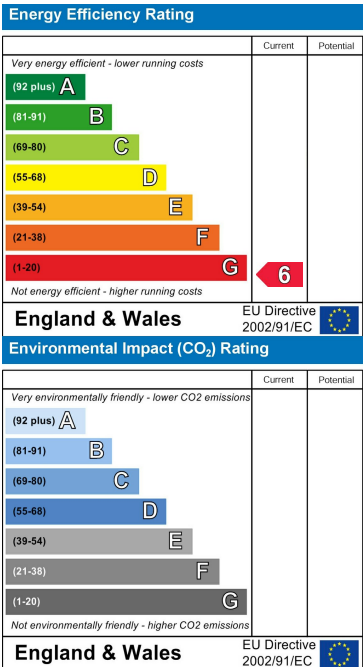 Energy Efficiency Rating
Current Potential
Very energy efficient - lower running costs
(92 plus) A
(81-91) B
(69-80) C
(55-68) D
(39-54) E
(21-38) F
(1-20) G 6
Not energy efficient - higher running costs
England & Wales EU Directive 2002/91/EC
Environmental Impact (CO₂) Rating
Current Potential
Very environmentally friendly - lower CO2 emissions
(92 plus) A
(81-91) B
(69-80) C
(55-68) D
(39-54) E
(21-38) F
(1-20) G
Not environmentally friendly - higher CO2 emissions
England & Wales EU Directive 2002/91/EC